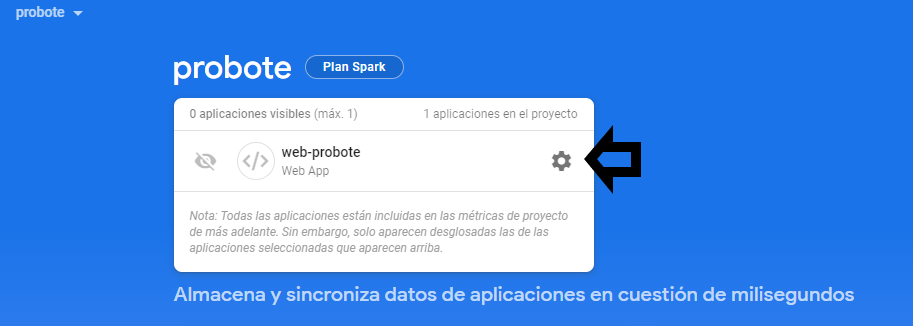 probote
probote Plan Spark
0 aplicaciones visibles (máx. 1) 1 aplicaciones en el proyecto
</>
web-probote
Web App
Nota: Todas las aplicaciones están incluidas en las métricas de proyecto
de más adelante. Sin embargo, solo aparecen desglosadas las de las
aplicaciones seleccionadas que aparecen arriba.
Almacena y sincroniza datos de aplicaciones en cuestión de milisegundos